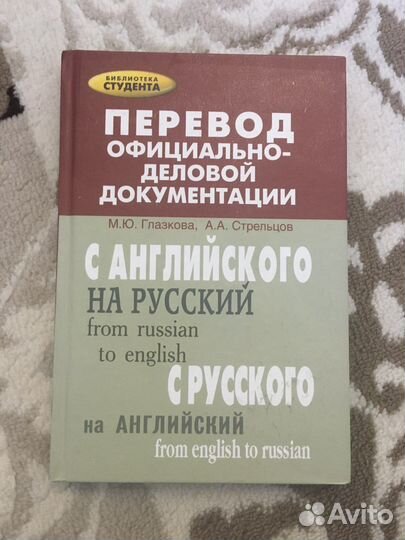 БИБЛИОТЕКА
СТУДЕНТА
ПЕРЕВОД
ОФИЦИАЛЬНО-
ДЕЛОВОЙ
ДОКУМЕНТАЦИИ
М.Ю. Глазкова, А.А. Стрельцов
С АНГЛИЙСКОГО
НА РУССКИЙ
from russian
to english
С РУССКОГО
на АНГЛИЙСКИЙ
from english to russian
Avito